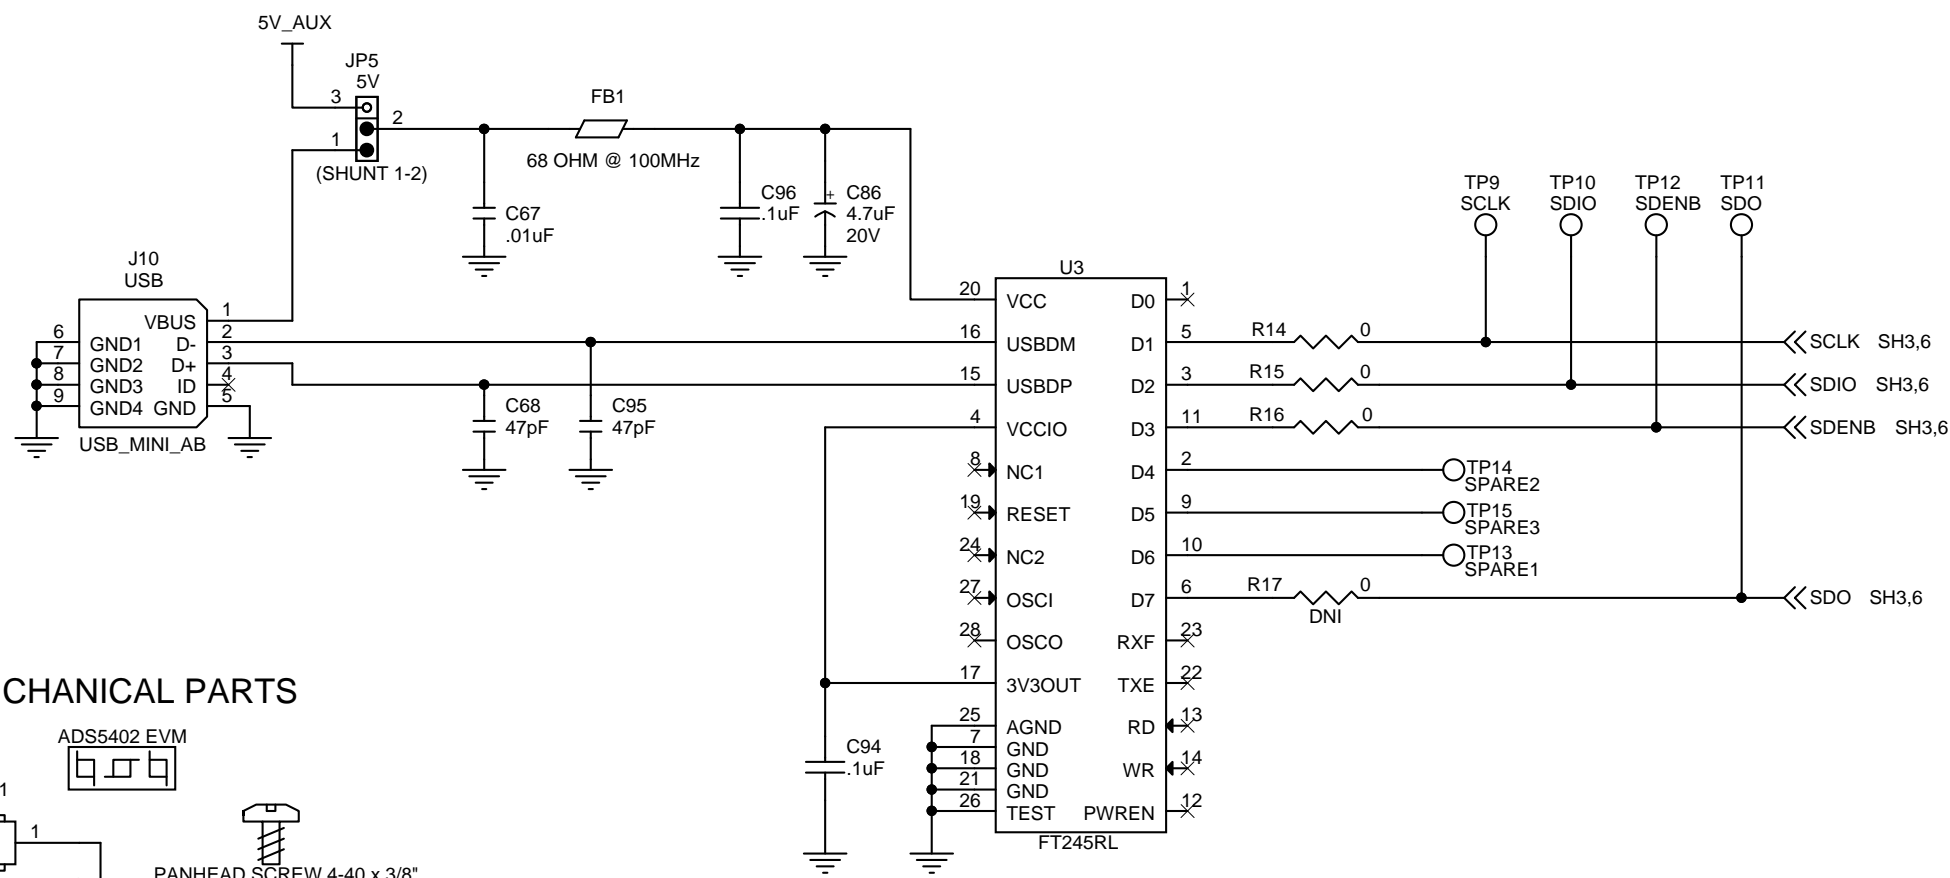 5V_AUX
JP5
5V
3
2
1
(SHUNT 1-2)
FB1
68 OHM @ 100MHz
C67
.01uF
C96
.1uF
C86
4.7uF
20V
+
J10
USB
VBUS 1
6 GND1 D- 2
7 GND2 D+ 3
8 GND3 ID 4
9 GND4 GND 5
USB_MINI_AB
C68
47pF
C95
47pF
U3
20 VCC D0 1
16 USBDM D1 5
15 USBDP D2 3
4 VCCIO D3 11
8 NC1 D4 2
19 RESET D5 9
24 NC2 D6 10
27 OSCI D7 6
28 OSCO RXF 23
17 3V3OUT TXE 22
25 AGND RD 13
7 GND
18 GND WR 14
21 GND
26 TEST PWREN 12
FT245RL
C94
.1uF
TP9
SCLK
TP10
SDIO
TP12
SDENB
TP11
SDO
R14 0
SCLK SH3,6
R15 0
SDIO SH3,6
R16 0
SDENB SH3,6
TP14
SPARE2
TP15
SPARE3
TP13
SPARE1
R17 0
DNI
SDO SH3,6
CHANICAL PARTS
ADS5402 EVM
1
1
PANHEAD SCREW 4-40 x 3/8"